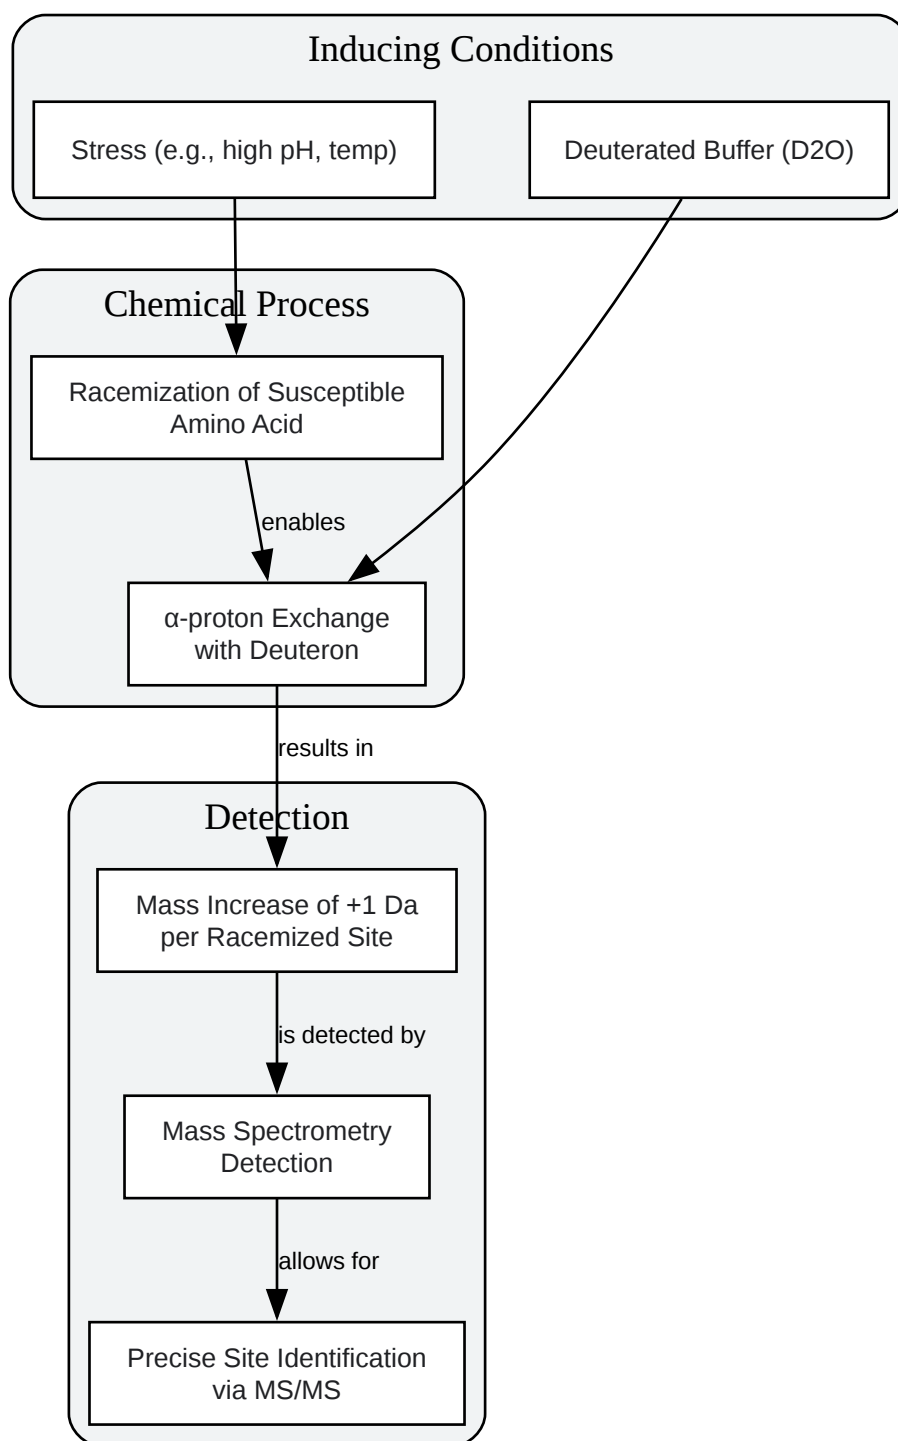 Inducing Conditions
Stress (e.g., high pH, temp)
Deuterated Buffer (D2O)
Chemical Process
Racemization of Susceptible
Amino Acid
enables
α-proton Exchange
with Deuteron
results in
Detection
Mass Increase of +1 Da
per Racemized Site
is detected by
Mass Spectrometry
Detection
allows for
Precise Site Identification
via MS/MS